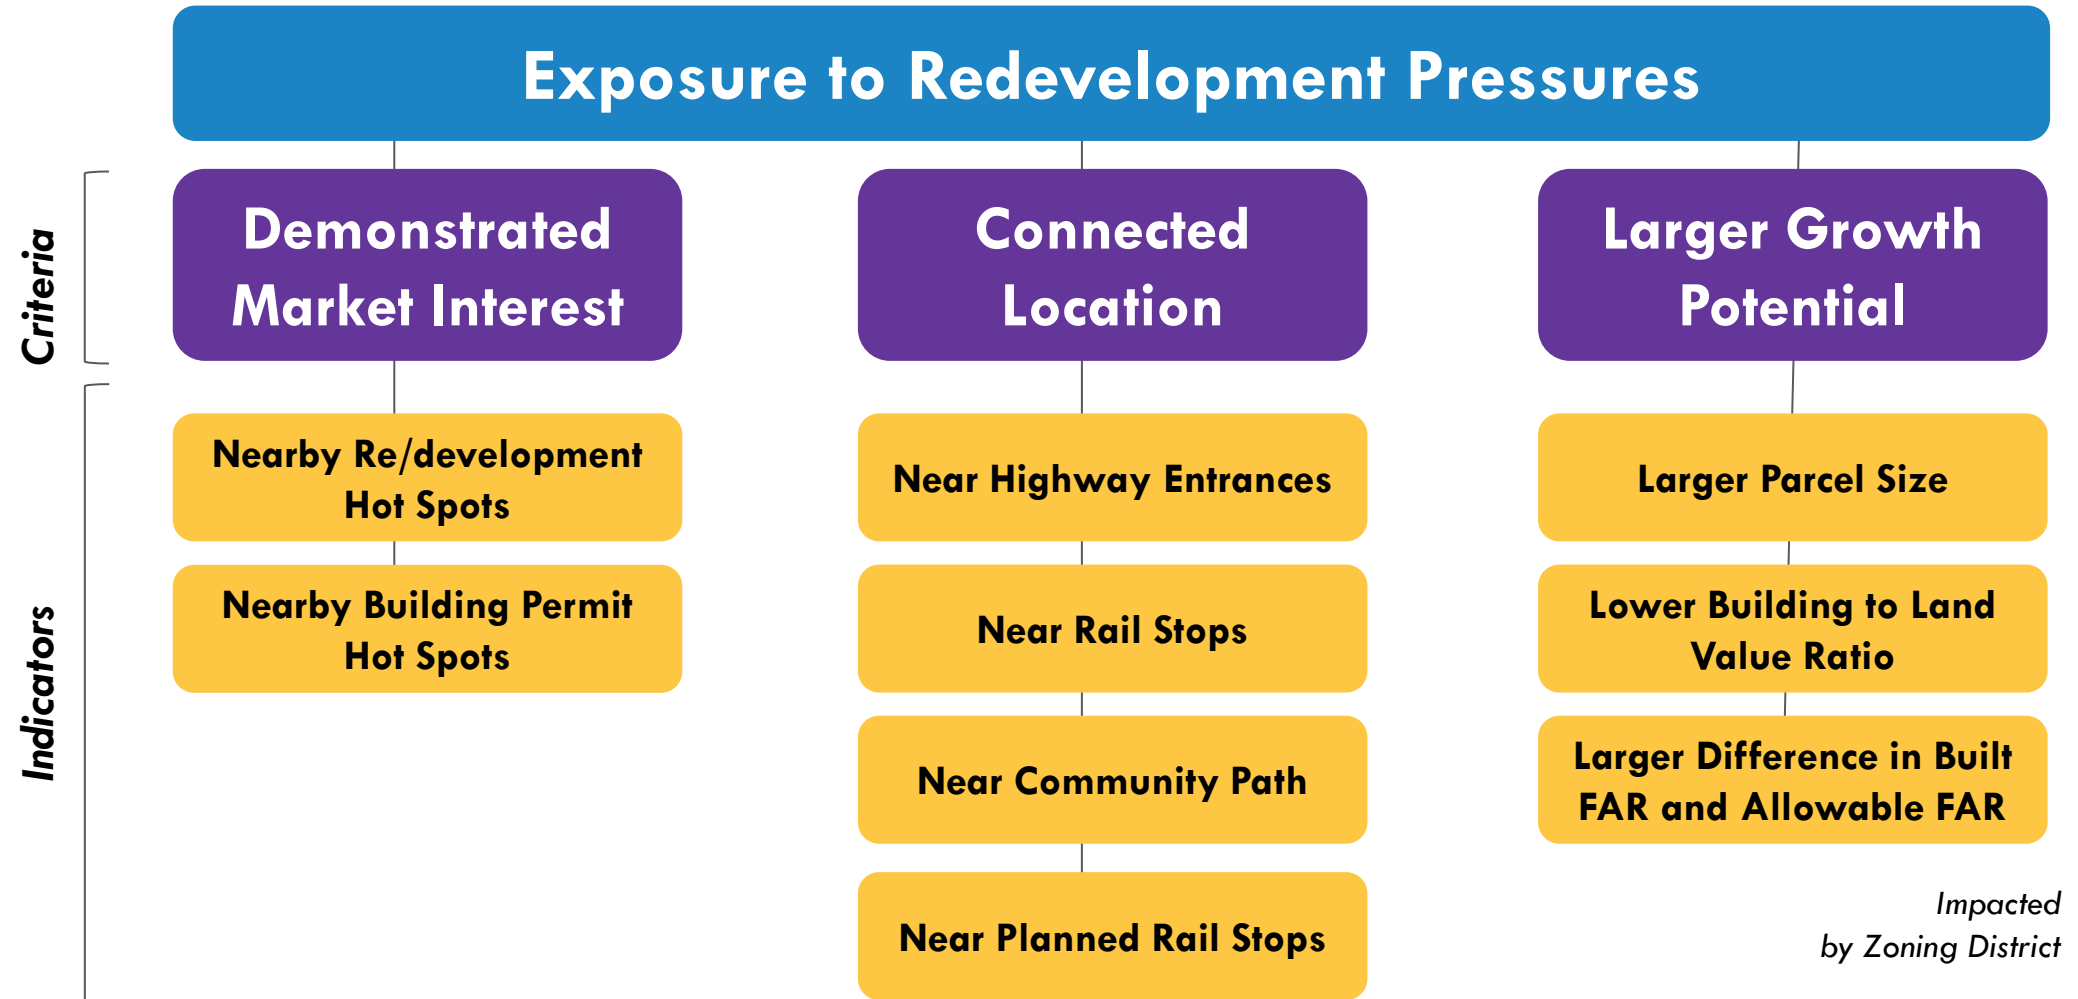 Exposure to Redevelopment Pressures
Criteria
Demonstrated
Market Interest
Connected
Location
Larger Growth
Potential
Indicators
Nearby Re/development
Hot Spots
Nearby Building Permit
Hot Spots
Near Highway Entrances
Near Rail Stops
Near Community Path
Near Planned Rail Stops
Larger Parcel Size
Lower Building to Land
Value Ratio
Larger Difference in Built
FAR and Allowable FAR
Impacted
by Zoning District